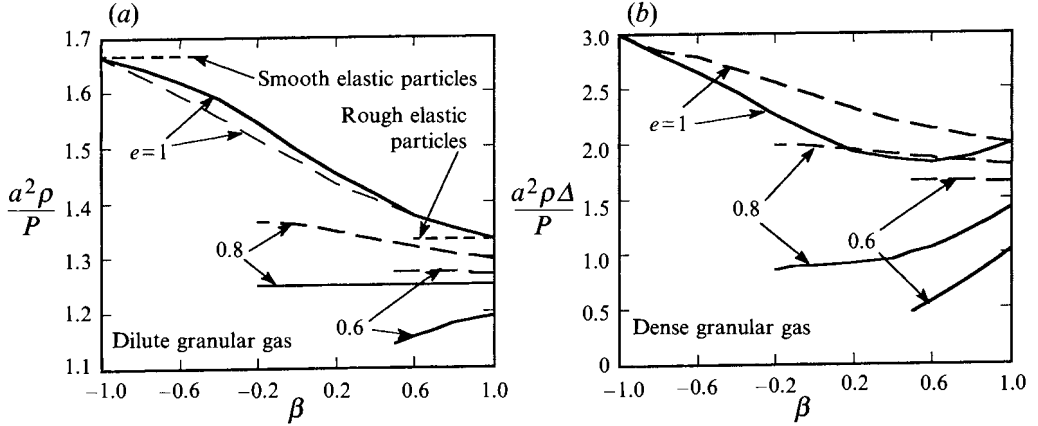 (a)
1.7
1.6
1.5
1.4
1.3
1.2
1.1
a²ρ
P
Smooth elastic particles
Rough elastic
particles
e=1
0.8
0.6
Dilute granular gas
−1.0 −0.6 −0.2 0.2 0.6 1.0
β
(b)
3.0
2.5
2.0
1.5
1.0
0.5
0
a²ρΔ
P
e=1
0.8
0.6
Dense granular gas
−1.0 −0.6 −0.2 0.2 0.6 1.0
β